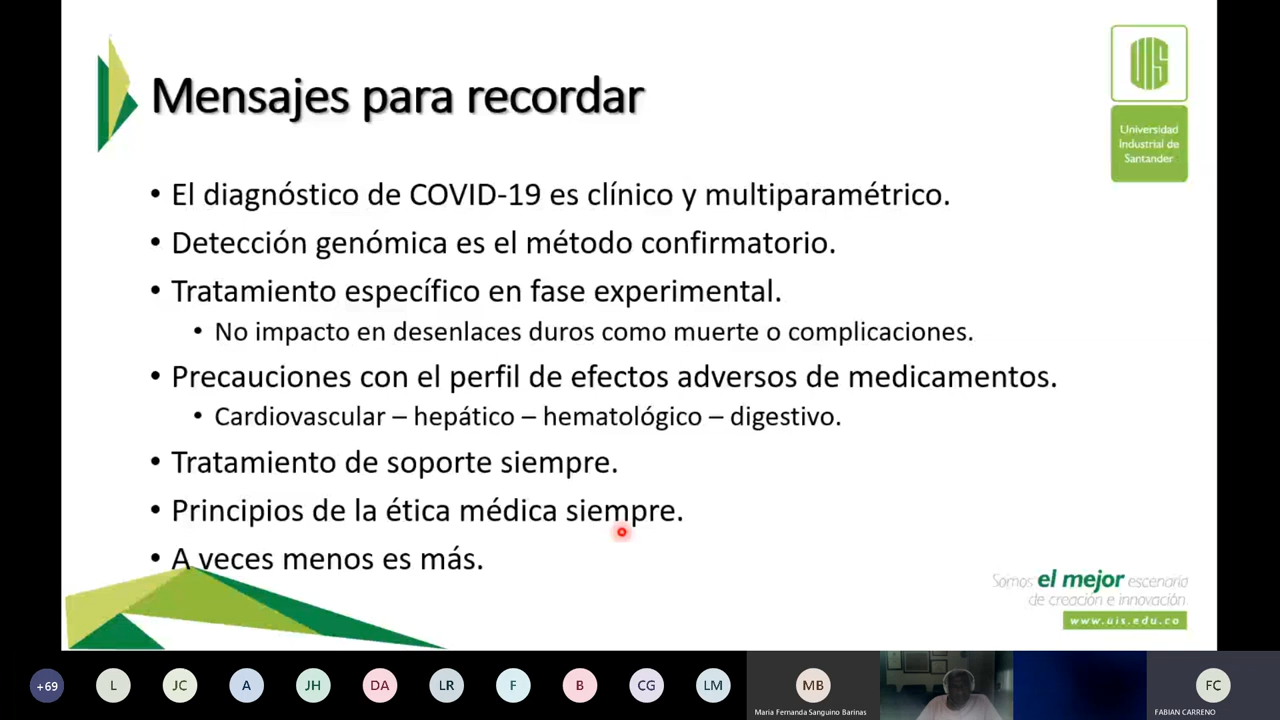 Mensajes para recordar
UIS
Universidad
Industrial de
Santander
• El diagnóstico de COVID-19 es clínico y multiparamétrico.
• Detección genómica es el método confirmatorio.
• Tratamiento específico en fase experimental.
• No impacto en desenlaces duros como muerte o complicaciones.
• Precauciones con el perfil de efectos adversos de medicamentos.
• Cardiovascular – hepático – hematológico – digestivo.
• Tratamiento de soporte siempre.
• Principios de la ética médica siempre.
• A veces menos es más.
Somos el mejor escenario
de creación e innovación.
www.uis.edu.co
+69 L JC A JH DA LR F B CG LM MB FC
Maria Fernanda Sanguino Barinas
FABIAN CARRENO